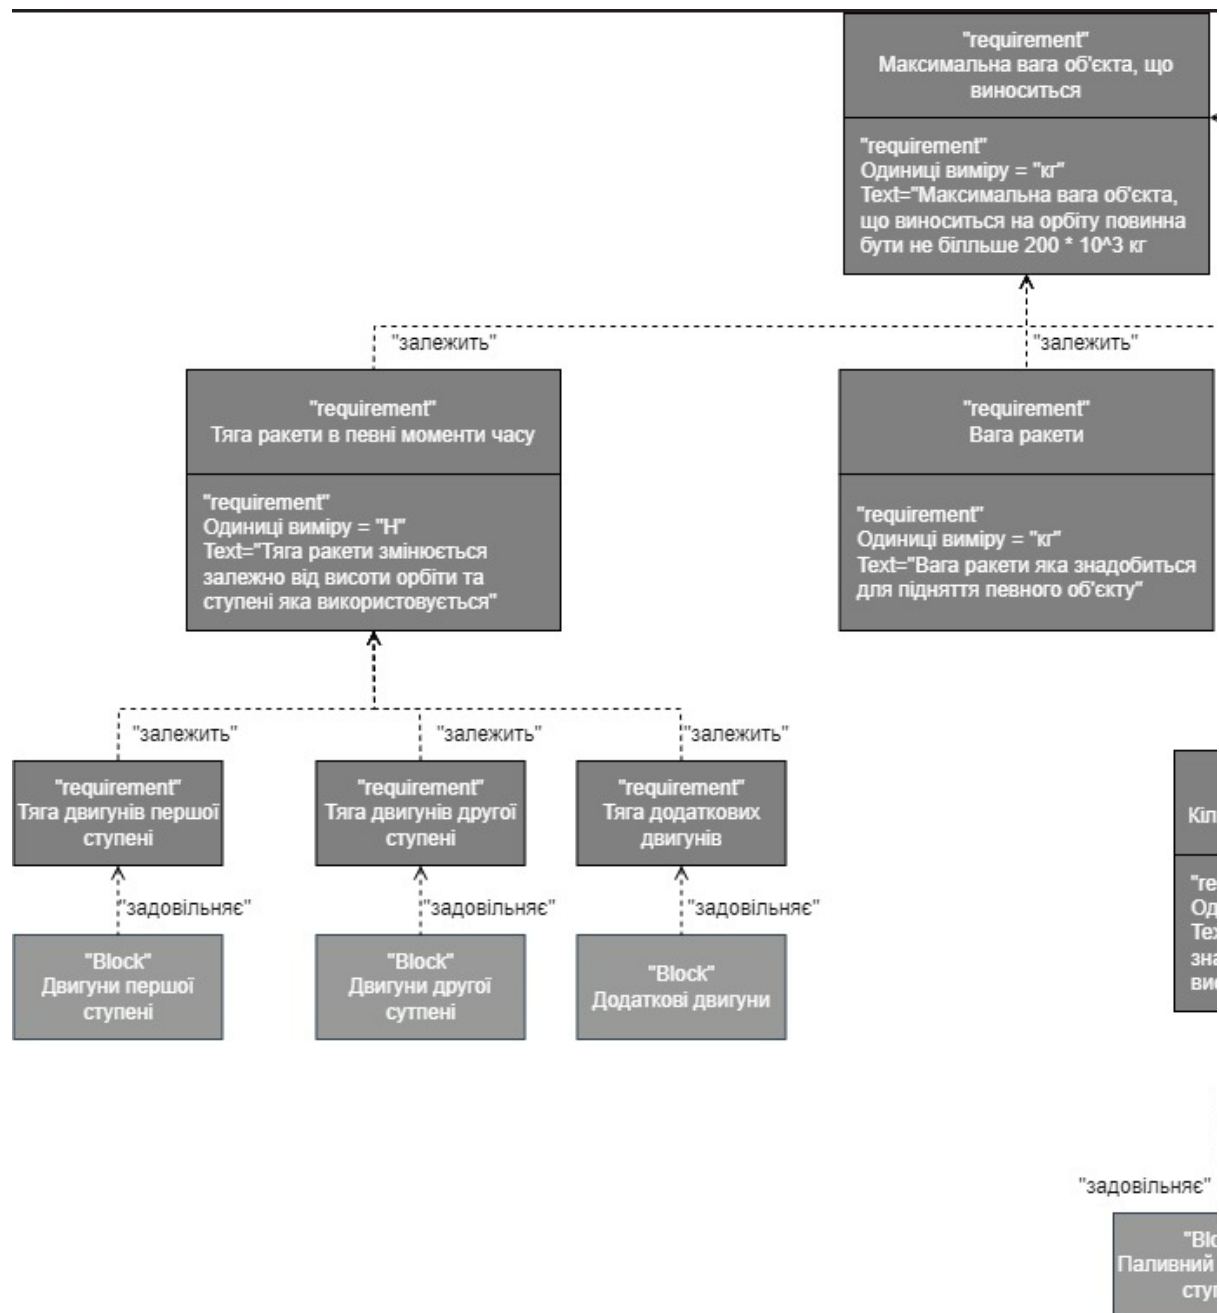 "requirement"
Максимальна вага об'єкта, що
виноситься
"requirement"
Одиниці виміру = "кг"
Text="Максимальна вага об'єкта,
що виноситься на орбіту повинна
бути не білльше 200 * 10^3 кг
"залежить"
"залежить"
"requirement"
Тяга ракети в певні моменти часу
"requirement"
Одиниці виміру = "Н"
Text="Тяга ракети змінюється
залежно від висоти орбіти та
ступені яка використовується"
"requirement"
Вага ракети
"requirement"
Одиниці виміру = "кг"
Text="Вага ракети яка знадобиться
для підняття певного об'єкту"
"залежить"
"залежить"
"залежить"
"requirement"
Тяга двигунів першої
ступені
"requirement"
Тяга двигунів другої
ступені
"requirement"
Тяга додаткових
двигунів
"задовільняє"
"задовільняє"
"задовільняє"
"Block"
Двигуни першої
ступені
"Block"
Двигуни другої
сутпені
"Block"
Додаткові двигуни
"задовільняє"
Паливний